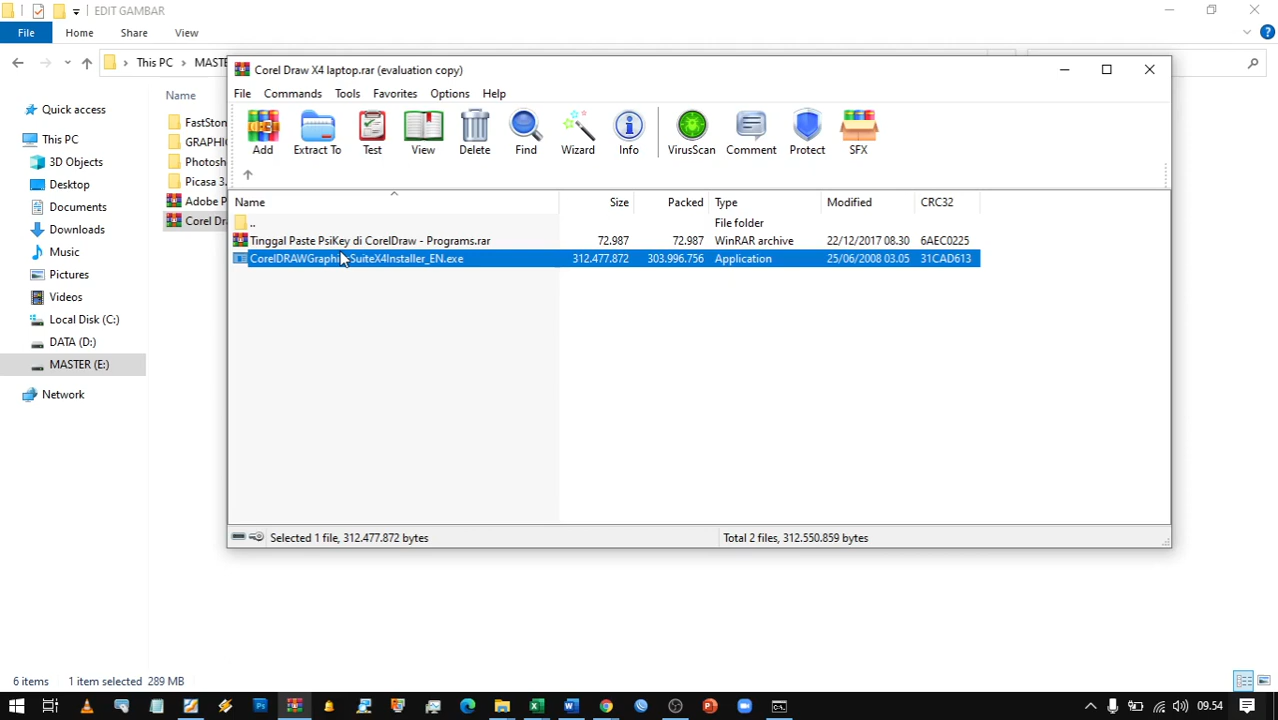 EDIT GAMBAR
File Home Share View
This PC MASTE
Quick access
This PC
3D Objects
Desktop
Documents
Downloads
Music
Pictures
Videos
Local Disk (C:)
DATA (D:)
MASTER (E:)
Network
Name
FastSton
GRAPHIC
Photosh
Picasa 3.
Adobe P
Corel Dra
Corel Draw X4 laptop.rar (evaluation copy)
File Commands Tools Favorites Options Help
Add Extract To Test View Delete Find Wizard Info VirusScan Comment Protect SFX
Name Size Packed Type Modified CRC32
.. File folder
Tinggal Paste PsiKey di CorelDraw - Programs.rar 72.987 72.987 WinRAR archive 22/12/2017 08.30 6AEC0225
CorelDRAWGraphicsSuiteX4Installer_EN.exe 312.477.872 303.996.756 Application 25/06/2008 03.05 31CAD613
Selected 1 file, 312.477.872 bytes Total 2 files, 312.550.859 bytes
6 items 1 item selected 289 MB
09.54